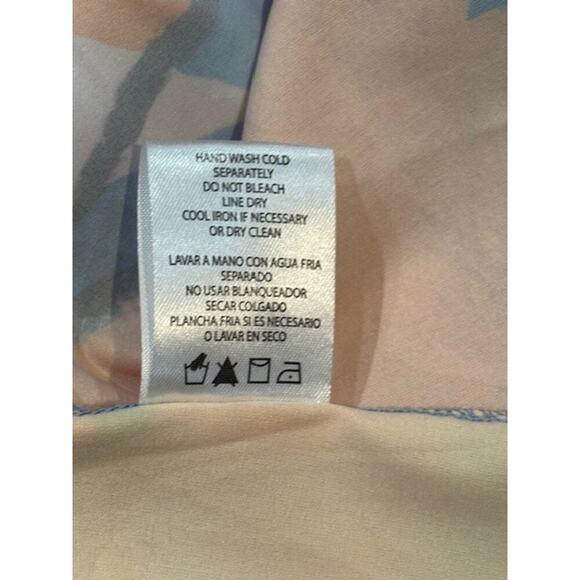 HAND WASH COLD
SEPARATELY
DO NOT BLEACH
LINE DRY
COOL IRON IF NECESSARY
OR DRY CLEAN
LAVAR A MANO CON AGUA FRIA
SEPARADO
NO USAR BLANQUEADOR
SECAR COLGADO
PLANCHA FRIA SI ES NECESARIO
O LAVAR EN SECO